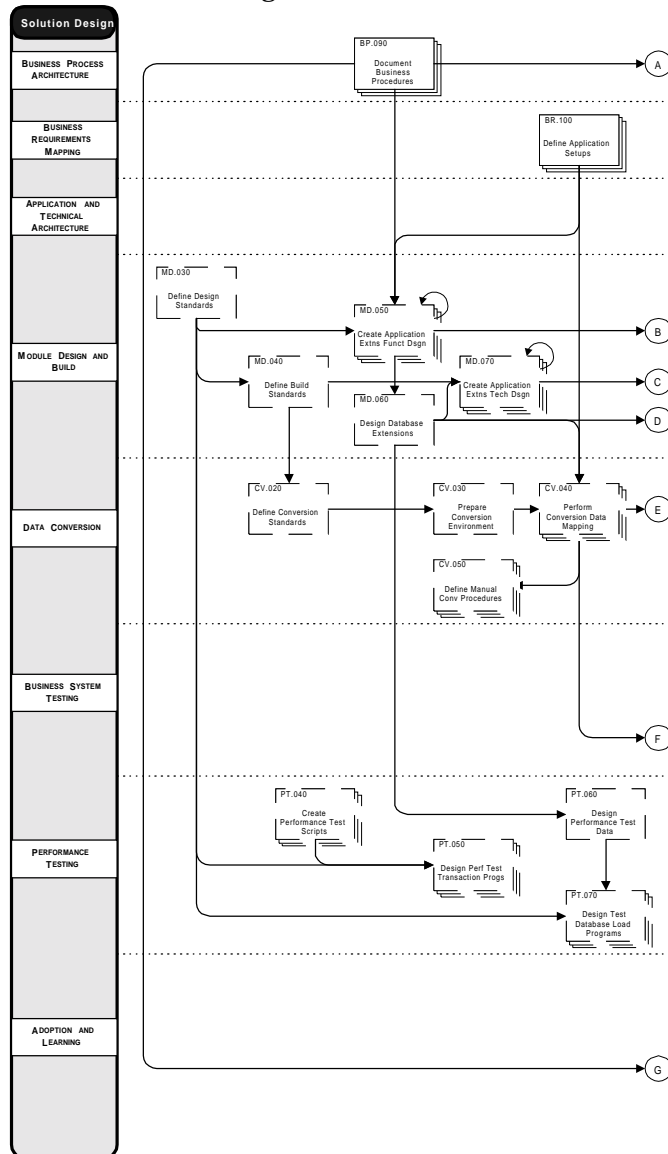 Solution Design
BUSINESS PROCESS
ARCHITECTURE
BP.090
Document
Business
Procedures
A
BUSINESS
REQUIREMENTS
MAPPING
BR.100
Define Application
Setups
APPLICATION AND
TECHNICAL
ARCHITECTURE
MD.030
Define Design
Standards
MD.050
Create Application
Extns Funct Dsgn
B
MODULE DESIGN AND
BUILD
MD.040
Define Build
Standards
MD.070
Create Application
Extns Tech Dsgn
C
MD.060
Design Database
Extensions
D
DATA CONVERSION
CV.020
Define Conversion
Standards
CV.030
Prepare
Conversion
Environment
CV.040
Perform
Conversion Data
Mapping
E
CV.050
Define Manual
Conv Procedures
BUSINESS SYSTEM
TESTING
F
PERFORMANCE
TESTING
PT.040
Create
Performance Test
Scripts
PT.060
Design
Performance Test
Data
PT.050
Design Perf Test
Transaction Progs
PT.070
Design Test
Database Load
Programs
ADOPTION AND
LEARNING
G